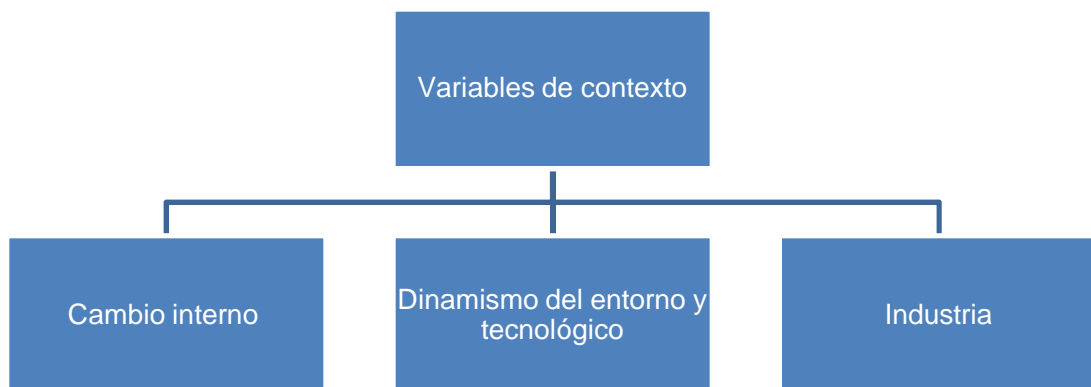 Variables de contexto
Cambio interno
Dinamismo del entorno y
tecnológico
Industria